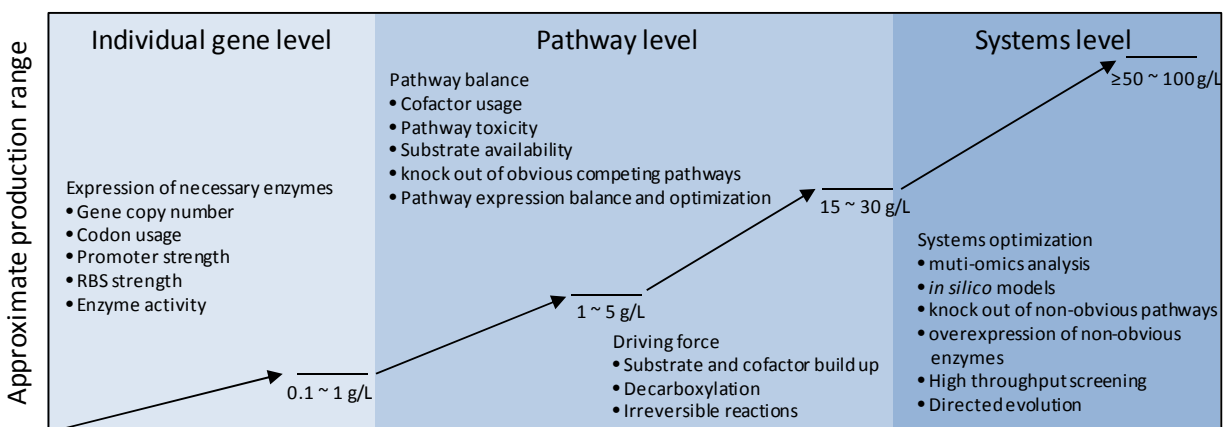 Approximate production range
Individual gene level
Expression of necessary enzymes
• Gene copy number
• Codon usage
• Promoter strength
• RBS strength
• Enzyme activity
0.1 ~ 1 g/L
Pathway level
Pathway balance
• Cofactor usage
• Pathway toxicity
• Substrate availability
• knock out of obvious competing pathways
• Pathway expression balance and optimization
1 ~ 5 g/L
Driving force
• Substrate and cofactor build up
• Decarboxylation
• Irreversible reactions
15 ~ 30 g/L
Systems level
≥50 ~ 100 g/L
Systems optimization
• muti-omics analysis
• in silico models
• knock out of non-obvious pathways
• overexpression of non-obvious
enzymes
• High throughput screening
• Directed evolution